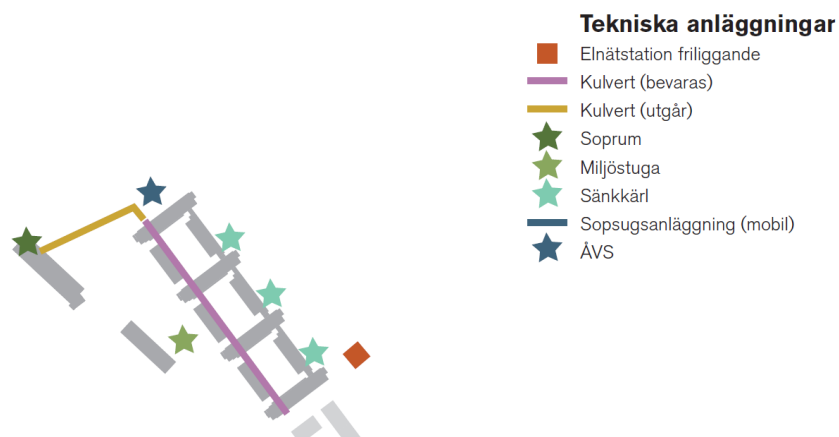 Tekniska anläggningar
Elnätstation friliggande
Kulvert (bevaras)
Kulvert (utgår)
Soprum
Miljöstuga
Sänkkärl
Sopsugsanläggning (mobil)
ÅVS